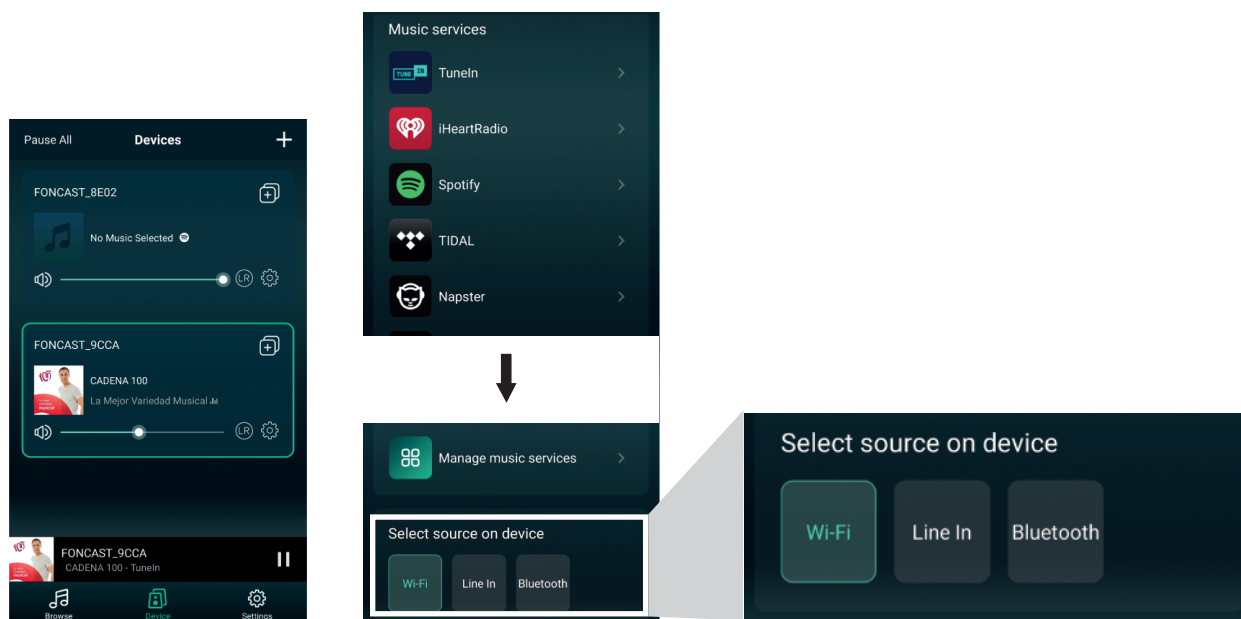 Pause All
Devices
FONCAST_8E02
No Music Selected
LR
FONCAST_9CCA
CADENA 100
La Mejor Variedad Musical
LR
FONCAST_9CCA
CADENA 100 - TuneIn
Browse
Device
Settings
Music services
TUNE IN
TuneIn
iHeartRadio
Spotify
TIDAL
Napster
Manage music services
Select source on device
Wi-Fi
Line In
Bluetooth
Select source on device
Wi-Fi
Line In
Bluetooth